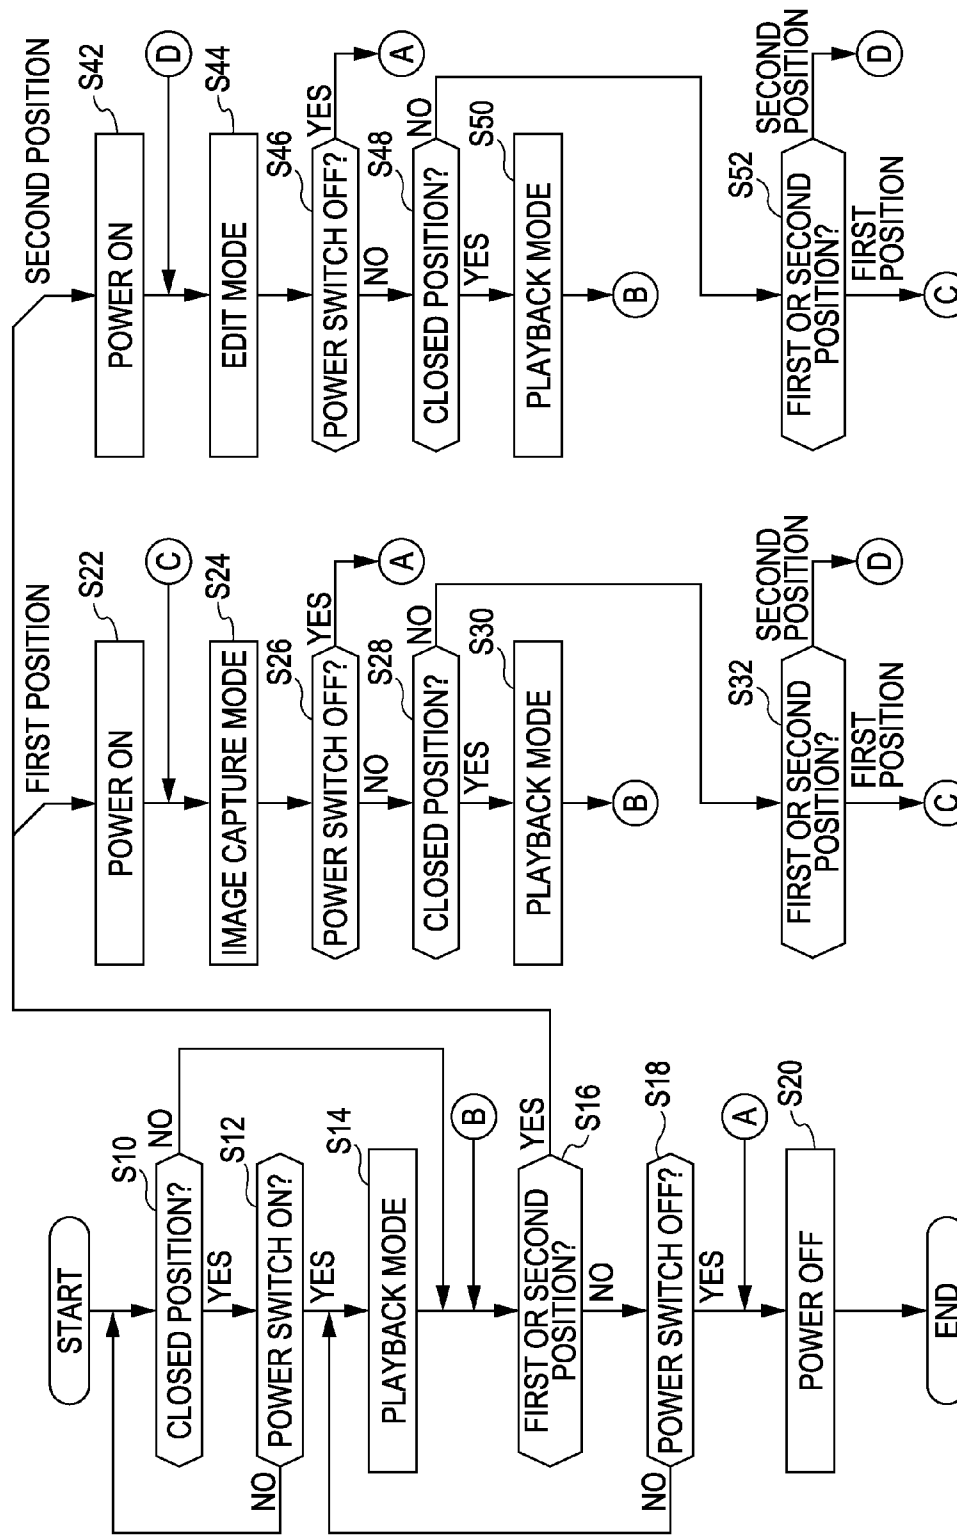 START
S10
CLOSED POSITION?
NO
YES
S12
POWER SWITCH ON?
NO
YES
S14
PLAYBACK MODE
B
S16
FIRST OR SECOND
POSITION?
YES
NO
S18
POWER SWITCH OFF?
NO
YES
A
S20
POWER OFF
END
FIRST POSITION
S22
POWER ON
C
S24
IMAGE CAPTURE MODE
S26
POWER SWITCH OFF?
YES
A
NO
S28
CLOSED POSITION?
NO
YES
S30
PLAYBACK MODE
B
S32
FIRST OR SECOND
POSITION?
SECOND
POSITION
D
FIRST
POSITION
C
SECOND POSITION
S42
POWER ON
D
S44
EDIT MODE
S46
POWER SWITCH OFF?
YES
A
NO
S48
CLOSED POSITION?
NO
YES
S50
PLAYBACK MODE
B
S52
FIRST OR SECOND
POSITION?
SECOND
POSITION
D
FIRST
POSITION
C